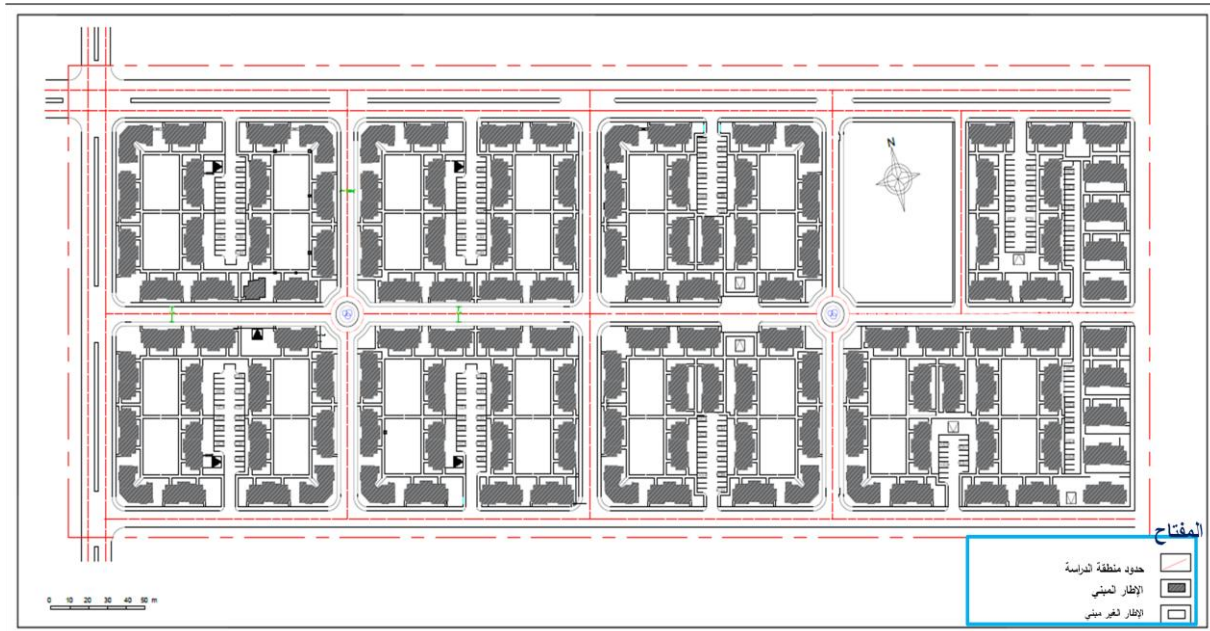 N
المفتاح
حدود منطقة الدراسة
الإطار المبني
الإطار الغير مبني
0 10 20 30 40 50 m